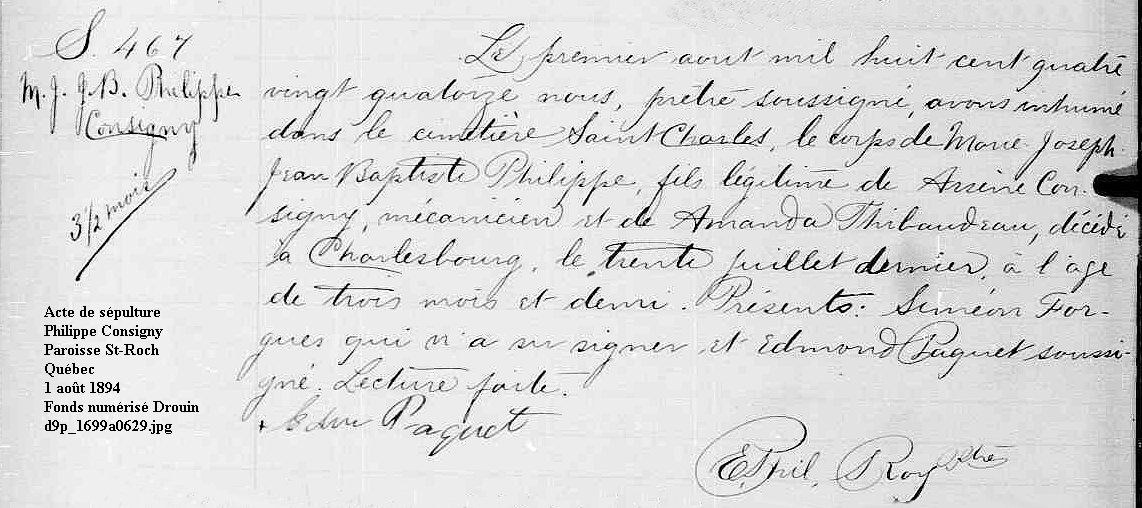 S. 467
M. J. J. B. Philippe
Consigny
3 1/2 mois
Le premier aout mil huit cent quatre
vingt quatorze nous, prêtre soussigné, avons inhumé
dans le cimetière Saint Charles, le corps de Marie Joseph
Jean Baptiste Philippe, fils légitime de Arsène Con-
signy, mécanicien et de Amanda Thibaudeau, décédé
à Charlesbourg, le trente juillet dernier, à l'age
de trois mois et demi. Présents: Siméon For-
gues qui n'a su signer et Edmond Paquet soussi-
gné. Lecture faite.
Paquet
E. Phil. Roy Ptre
Acte de sépulture
Philippe Consigny
Paroisse St-Roch
Québec
1 août 1894
Fonds numérisé Drouin
d9p_1699a0629.jpg